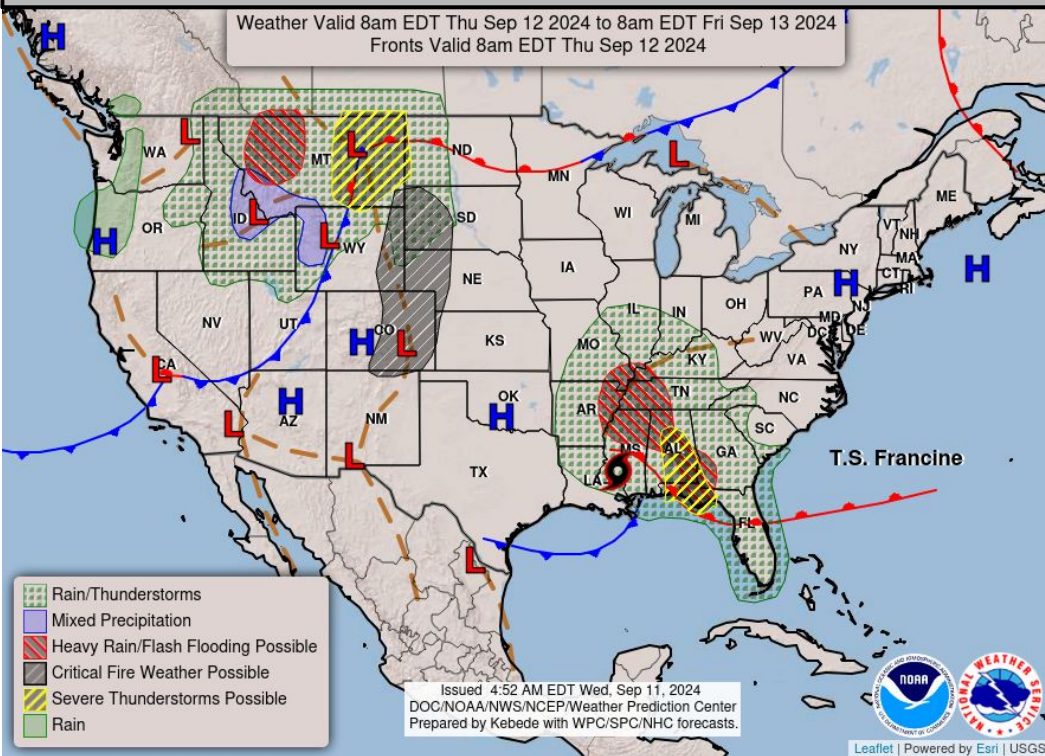 Weather Valid 8am EDT Thu Sep 12 2024 to 8am EDT Fri Sep 13 2024
Fronts Valid 8am EDT Thu Sep 12 2024
H
L
WA
MT
L
ND
MN
L
ME
OR
H
ID
L
L
WY
SD
WI
MI
VT
NH
NY
MA
CT
RI
H
H
NV
UT
H
CO
L
NE
IA
KS
IL
IN
OH
PA
NJ
MD
DE
DC
WV
VA
KY
MO
CA
L
H
AZ
L
NM
L
OK
H
TX
AR
TN
NC
SC
MS
AL
GA
LA
FL
L
T.S. Francine
Rain/Thunderstorms
Mixed Precipitation
Heavy Rain/Flash Flooding Possible
Critical Fire Weather Possible
Severe Thunderstorms Possible
Rain
Issued 4:52 AM EDT Wed, Sep 11, 2024
DOC/NOAA/NWS/NCEP/Weather Prediction Center
Prepared by Kebede with WPC/SPC/NHC forecasts.
NOAA
NATIONAL WEATHER SERVICE
Leaflet | Powered by Esri | USGS